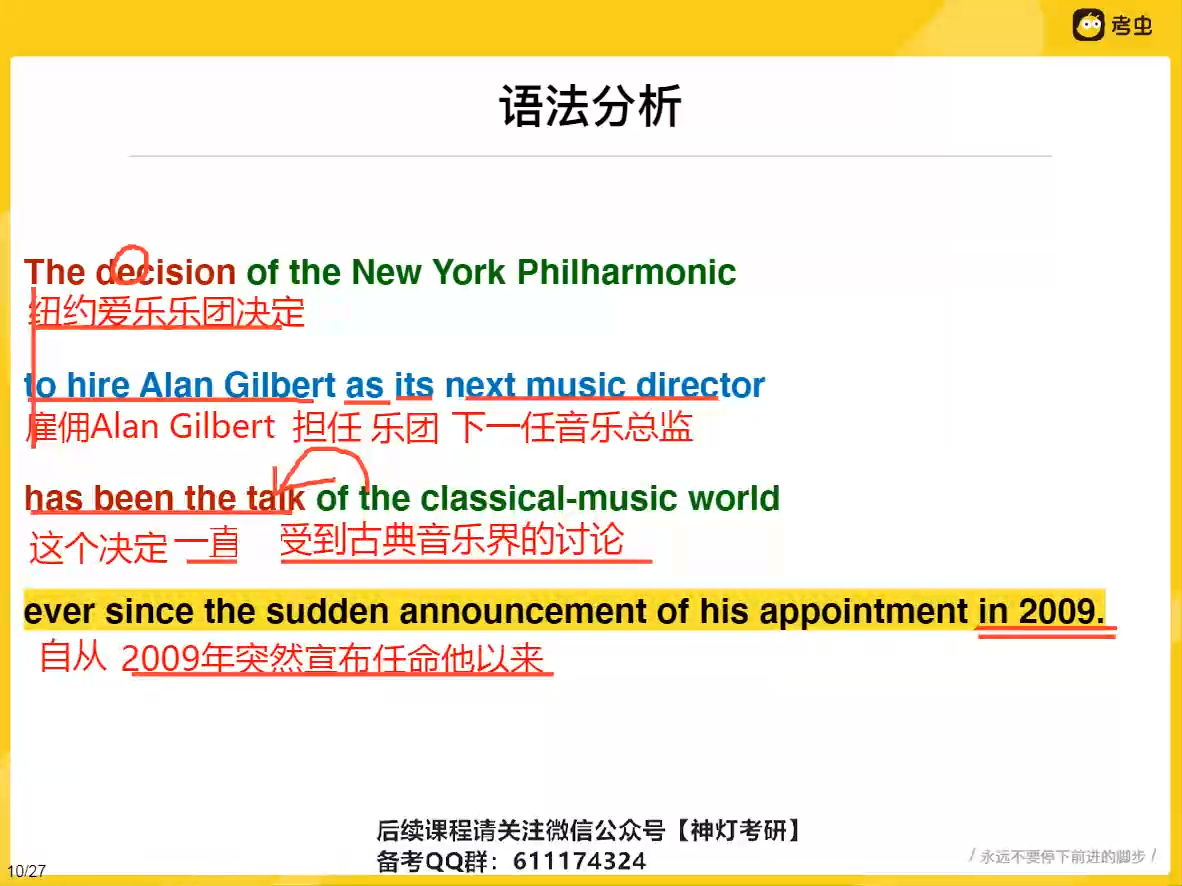 考虫
语法分析
The decision of the New York Philharmonic
纽约爱乐乐团决定
to hire Alan Gilbert as its next music director
雇佣Alan Gilbert 担任 乐团 下一任音乐总监
has been the talk of the classical-music world
这个决定 一直 受到古典音乐界的讨论
ever since the sudden announcement of his appointment in 2009.
自从 2009年突然宣布任命他以来
后续课程请关注微信公众号【神灯考研】
备考QQ群：611174324
/ 永远不要停下前进的脚步 /
10/27